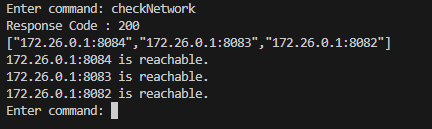 Enter command: checkNetwork
Response Code : 200
["172.26.0.1:8084","172.26.0.1:8083","172.26.0.1:8082"]
172.26.0.1:8084 is reachable.
172.26.0.1:8083 is reachable.
172.26.0.1:8082 is reachable.
Enter command: